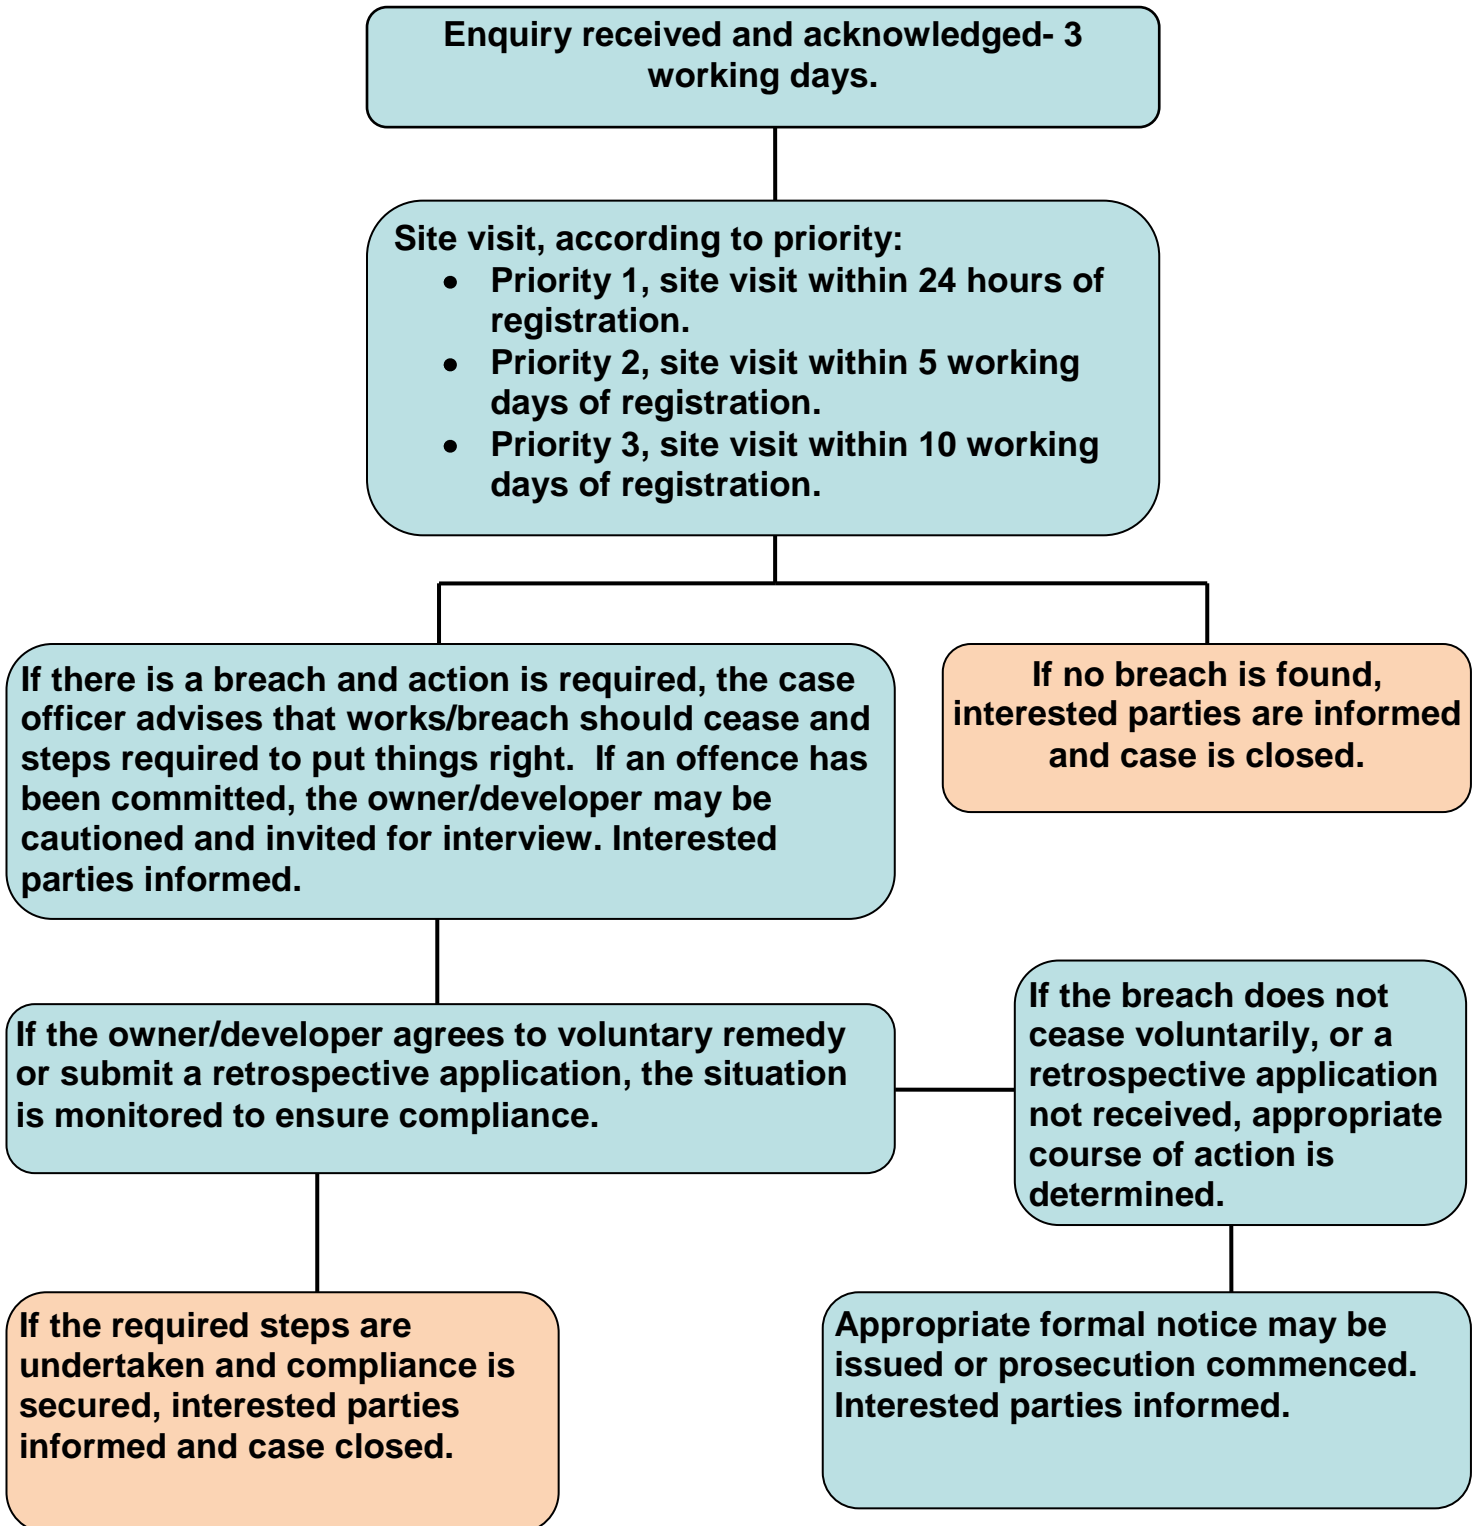 Enquiry received and acknowledged- 3
working days.
Site visit, according to priority:
• Priority 1, site visit within 24 hours of
registration.
• Priority 2, site visit within 5 working
days of registration.
• Priority 3, site visit within 10 working
days of registration.
If there is a breach and action is required, the case
officer advises that works/breach should cease and
steps required to put things right.  If an offence has
been committed, the owner/developer may be
cautioned and invited for interview. Interested
parties informed.
If no breach is found,
interested parties are informed
and case is closed.
If the owner/developer agrees to voluntary remedy
or submit a retrospective application, the situation
is monitored to ensure compliance.
If the breach does not
cease voluntarily, or a
retrospective application
not received, appropriate
course of action is
determined.
If the required steps are
undertaken and compliance is
secured, interested parties
informed and case closed.
Appropriate formal notice may be
issued or prosecution commenced.
Interested parties informed.